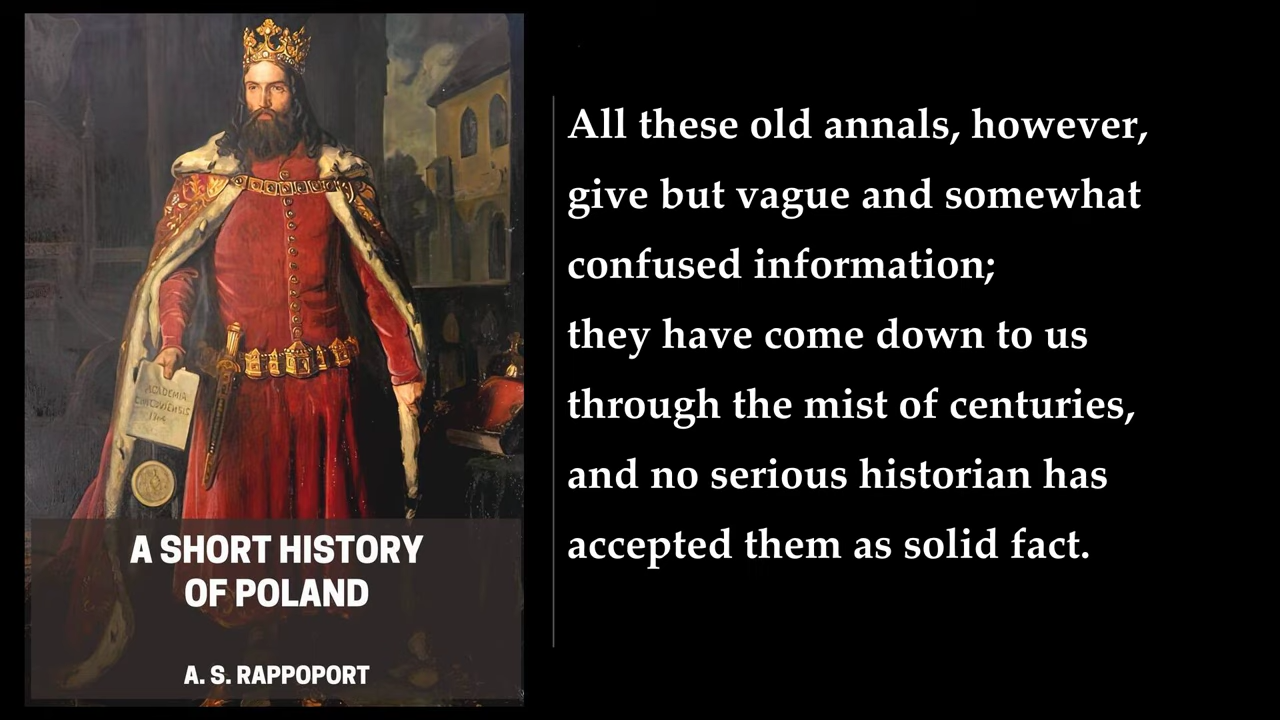 ACADEMIA
A SHORT HISTORY
OF POLAND
A. S. RAPPOPORT
All these old annals, however,
give but vague and somewhat
confused information;
they have come down to us
through the mist of centuries,
and no serious historian has
accepted them as solid fact.